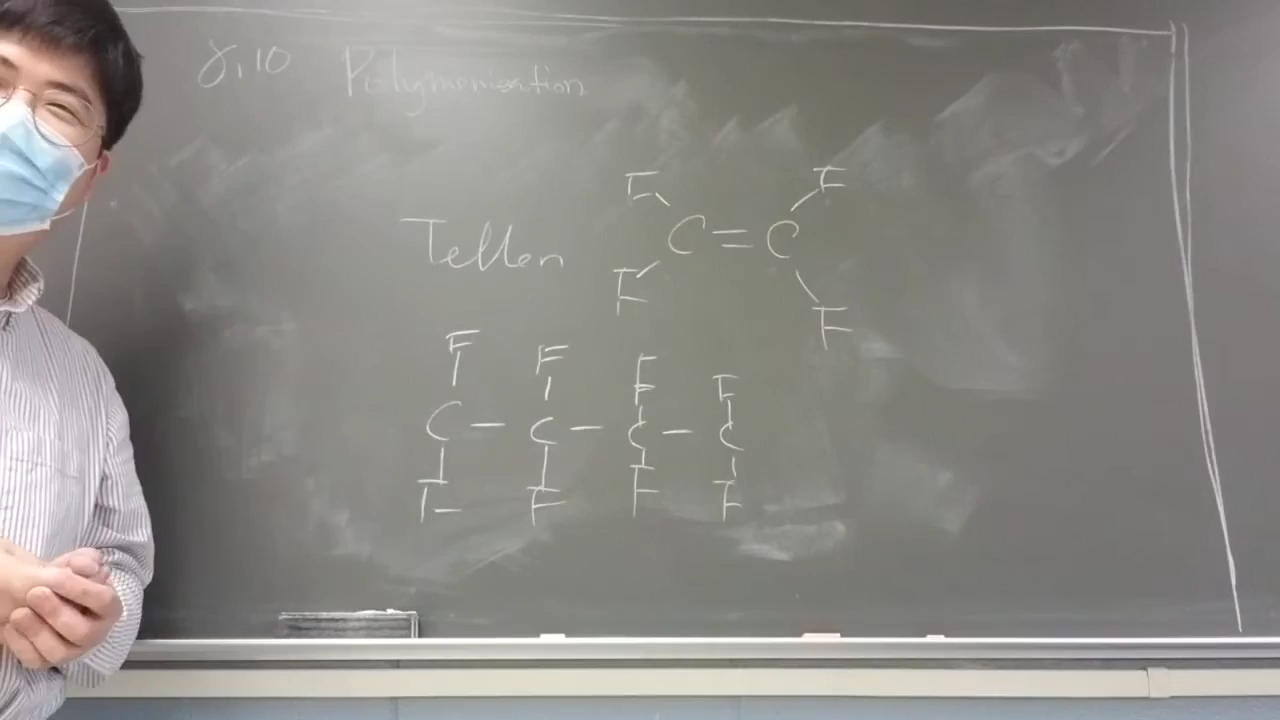 8.10 Polymerization
F F
Teflon C = C
F F
F F F F
C - C - C - C
F F F F